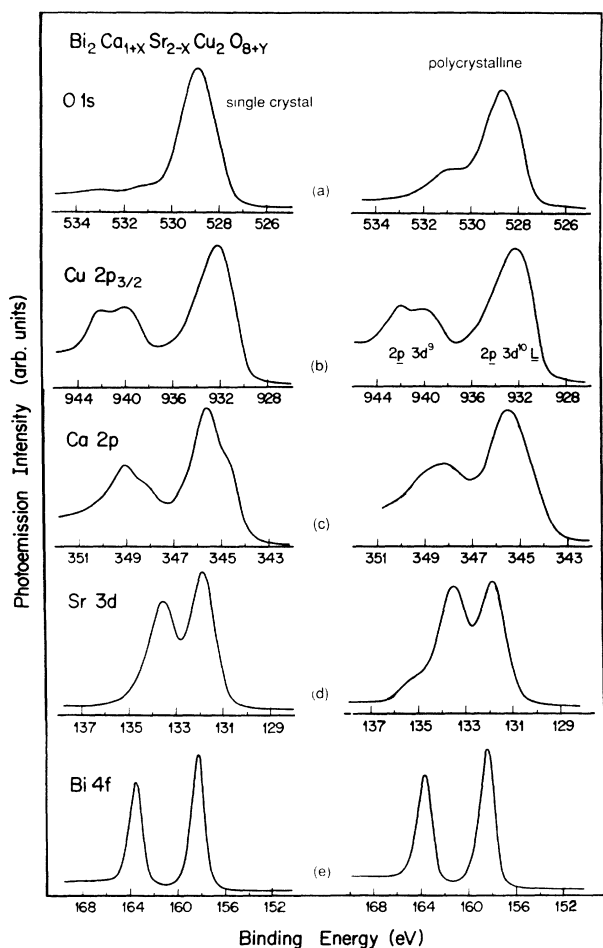 Bi₂ Ca₁₊ₓ Sr₂₋ₓ Cu₂ O₈₊Y
polycrystalline
O 1s
single crystal
(a)
534 532 530 528 526
534 532 530 528 526
Cu 2p₃/₂
2p 3d⁹ 2p 3d¹⁰ L
(b)
944 940 936 932 928
944 940 936 932 928
Ca 2p
(c)
351 349 347 345 343
351 349 347 345 343
Sr 3d
(d)
137 135 133 131 129
137 135 133 131 129
Bi 4f
(e)
168 164 160 156 152
168 164 160 156 152
Photoemission Intensity (arb. units)
Binding Energy (eV)